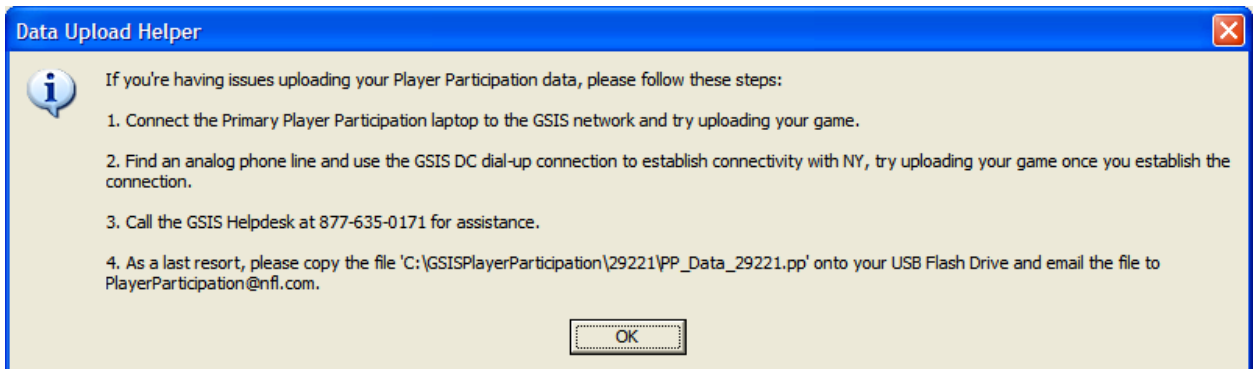 Data Upload Helper
If you're having issues uploading your Player Participation data, please follow these steps:
1. Connect the Primary Player Participation laptop to the GSIS network and try uploading your game.
2. Find an analog phone line and use the GSIS DC dial-up connection to establish connectivity with NY, try uploading your game once you establish the
connection.
3. Call the GSIS Helpdesk at 877-635-0171 for assistance.
4. As a last resort, please copy the file 'C:\GSISPlayerParticipation\29221\PP_Data_29221.pp' onto your USB Flash Drive and email the file to
PlayerParticipation@nfl.com.
OK